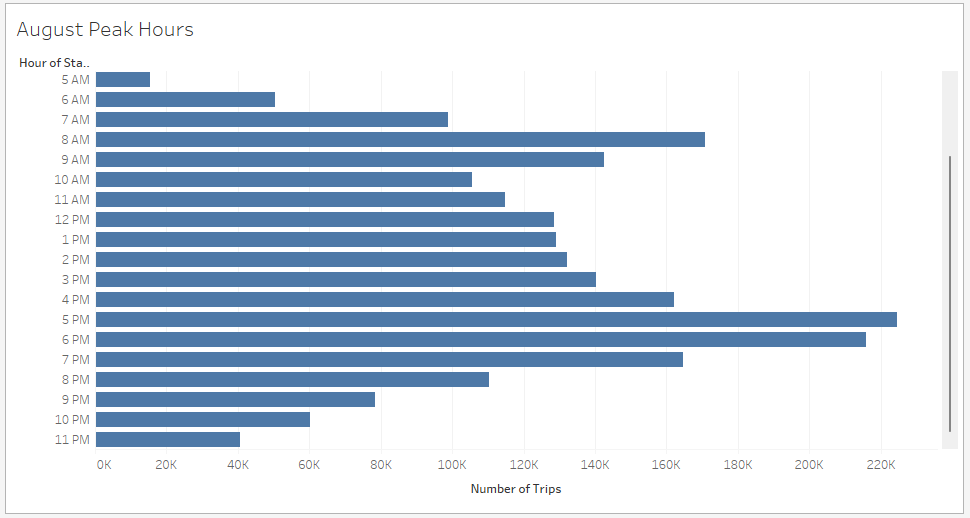 August Peak Hours
Hour of Sta..
5 AM
6 AM
7 AM
8 AM
9 AM
10 AM
11 AM
12 PM
1 PM
2 PM
3 PM
4 PM
5 PM
6 PM
7 PM
8 PM
9 PM
10 PM
11 PM
0K 20K 40K 60K 80K 100K 120K 140K 160K 180K 200K 220K
Number of Trips